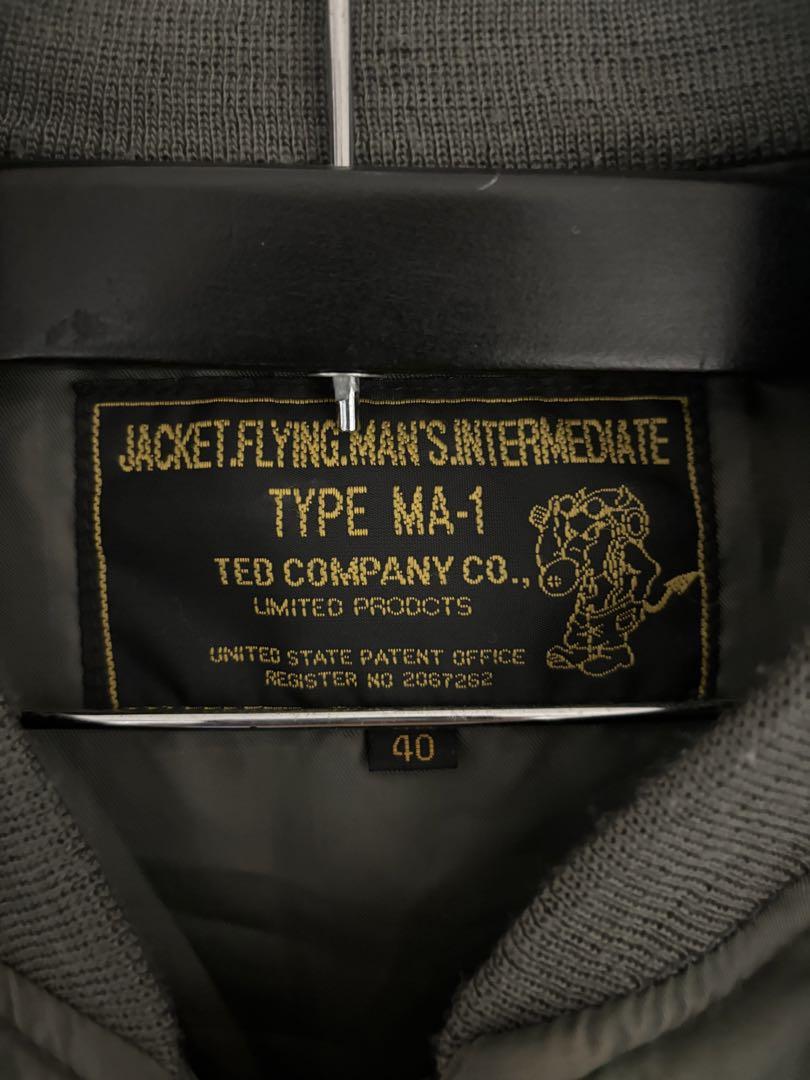 JACKET.FLYING.MAN'S.INTERMEDIATE
TYPE MA-1
TED COMPANY CO.,
LIMITED PRODCTS
UNITED STATE PATENT OFFICE
REGISTER NO 2067262
40